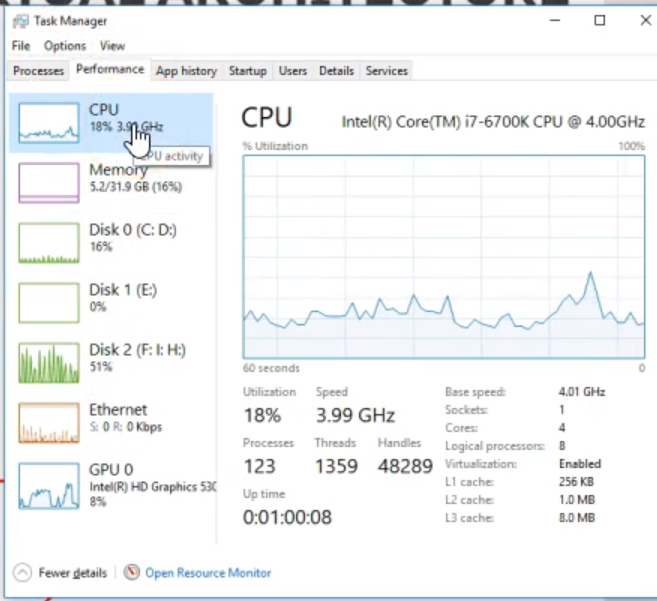 RTUAL ARCHITECTURE
Task Manager
File Options View
Processes Performance App history Startup Users Details Services
CPU
18% 3.99 GHz
CPU activity
Memory
5.2/31.9 GB (16%)
Disk 0 (C: D:)
16%
Disk 1 (E:)
0%
Disk 2 (F: I: H:)
51%
Ethernet
S: 0 R: 0 Kbps
GPU 0
Intel(R) HD Graphics 530
8%
CPU Intel(R) Core(TM) i7-6700K CPU @ 4.00GHz
% Utilization 100%
60 seconds 0
Utilization Speed
18% 3.99 GHz
Processes Threads Handles
123 1359 48289
Up time
0:01:00:08
Base speed: 4.01 GHz
Sockets: 1
Cores: 4
Logical processors: 8
Virtualization: Enabled
L1 cache: 256 KB
L2 cache: 1.0 MB
L3 cache: 8.0 MB
Fewer details Open Resource Monitor